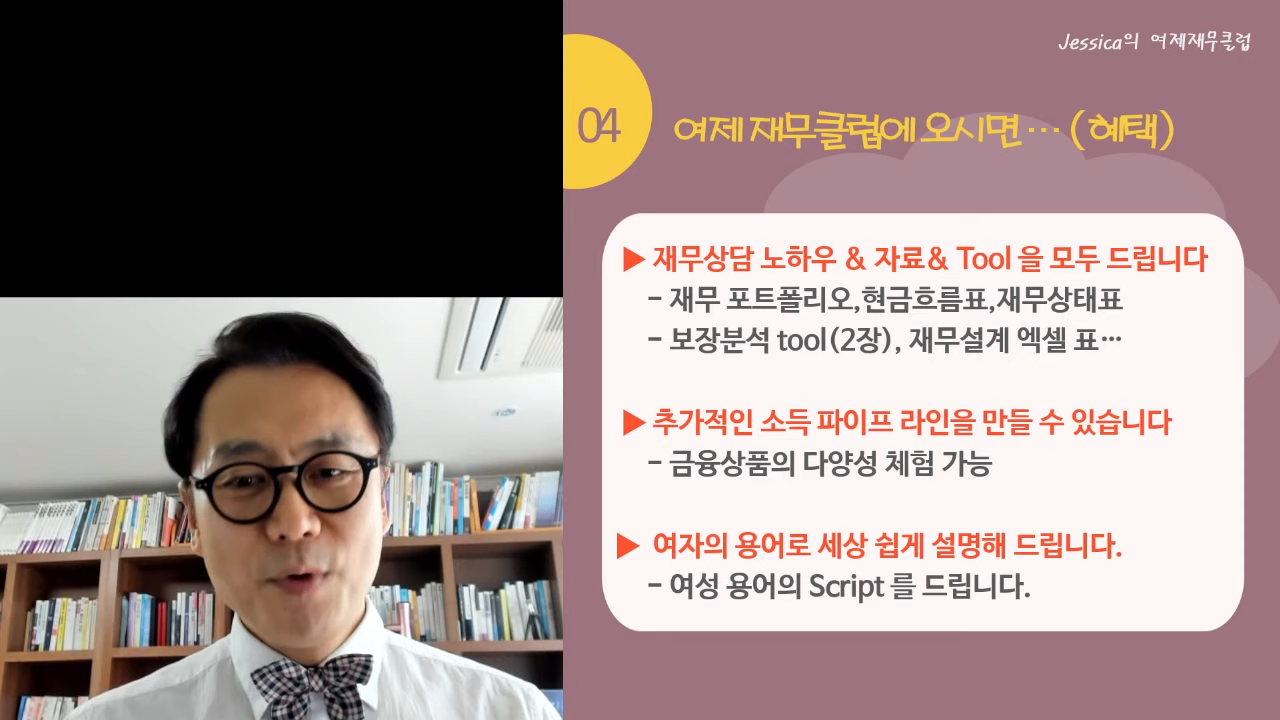 Jessica의 여제재무클럽
04
여제 재무클럽에 오시면… (혜택)
▶ 재무상담 노하우 & 자료& Tool 을 모두 드립니다
- 재무 포트폴리오,현금흐름표,재무상태표
- 보장분석 tool(2장), 재무설계 엑셀 표…
▶ 추가적인 소득 파이프 라인을 만들 수 있습니다
- 금융상품의 다양성 체험 가능
▶ 여자의 용어로 세상 쉽게 설명해 드립니다.
- 여성 용어의 Script 를 드립니다.